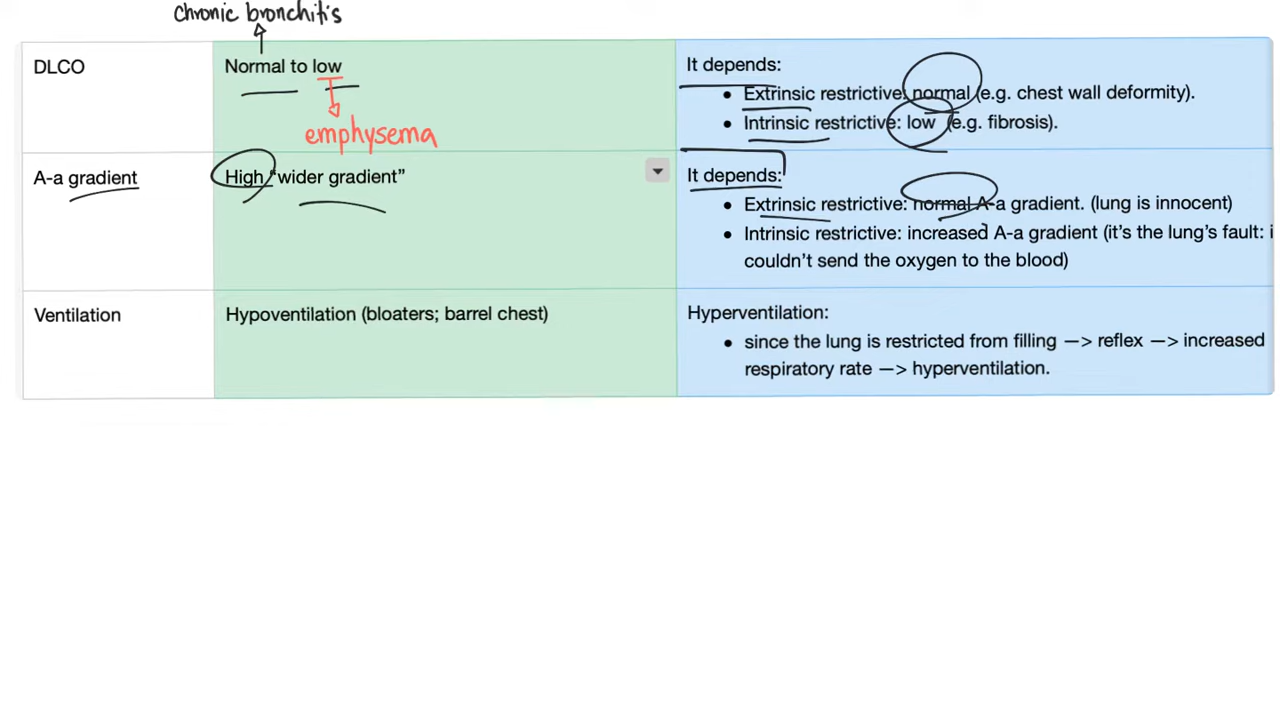 chronic bronchitis
DLCO
Normal to low
emphysema
It depends:
• Extrinsic restrictive: normal (e.g. chest wall deformity).
• Intrinsic restrictive: low (e.g. fibrosis).
A-a gradient
High “wider gradient”
It depends:
• Extrinsic restrictive: normal A-a gradient. (lung is innocent)
• Intrinsic restrictive: increased A-a gradient (it’s the lung’s fault: i
couldn’t send the oxygen to the blood)
Ventilation
Hypoventilation (bloaters; barrel chest)
Hyperventilation:
• since the lung is restricted from filling —> reflex —> increased
respiratory rate —> hyperventilation.